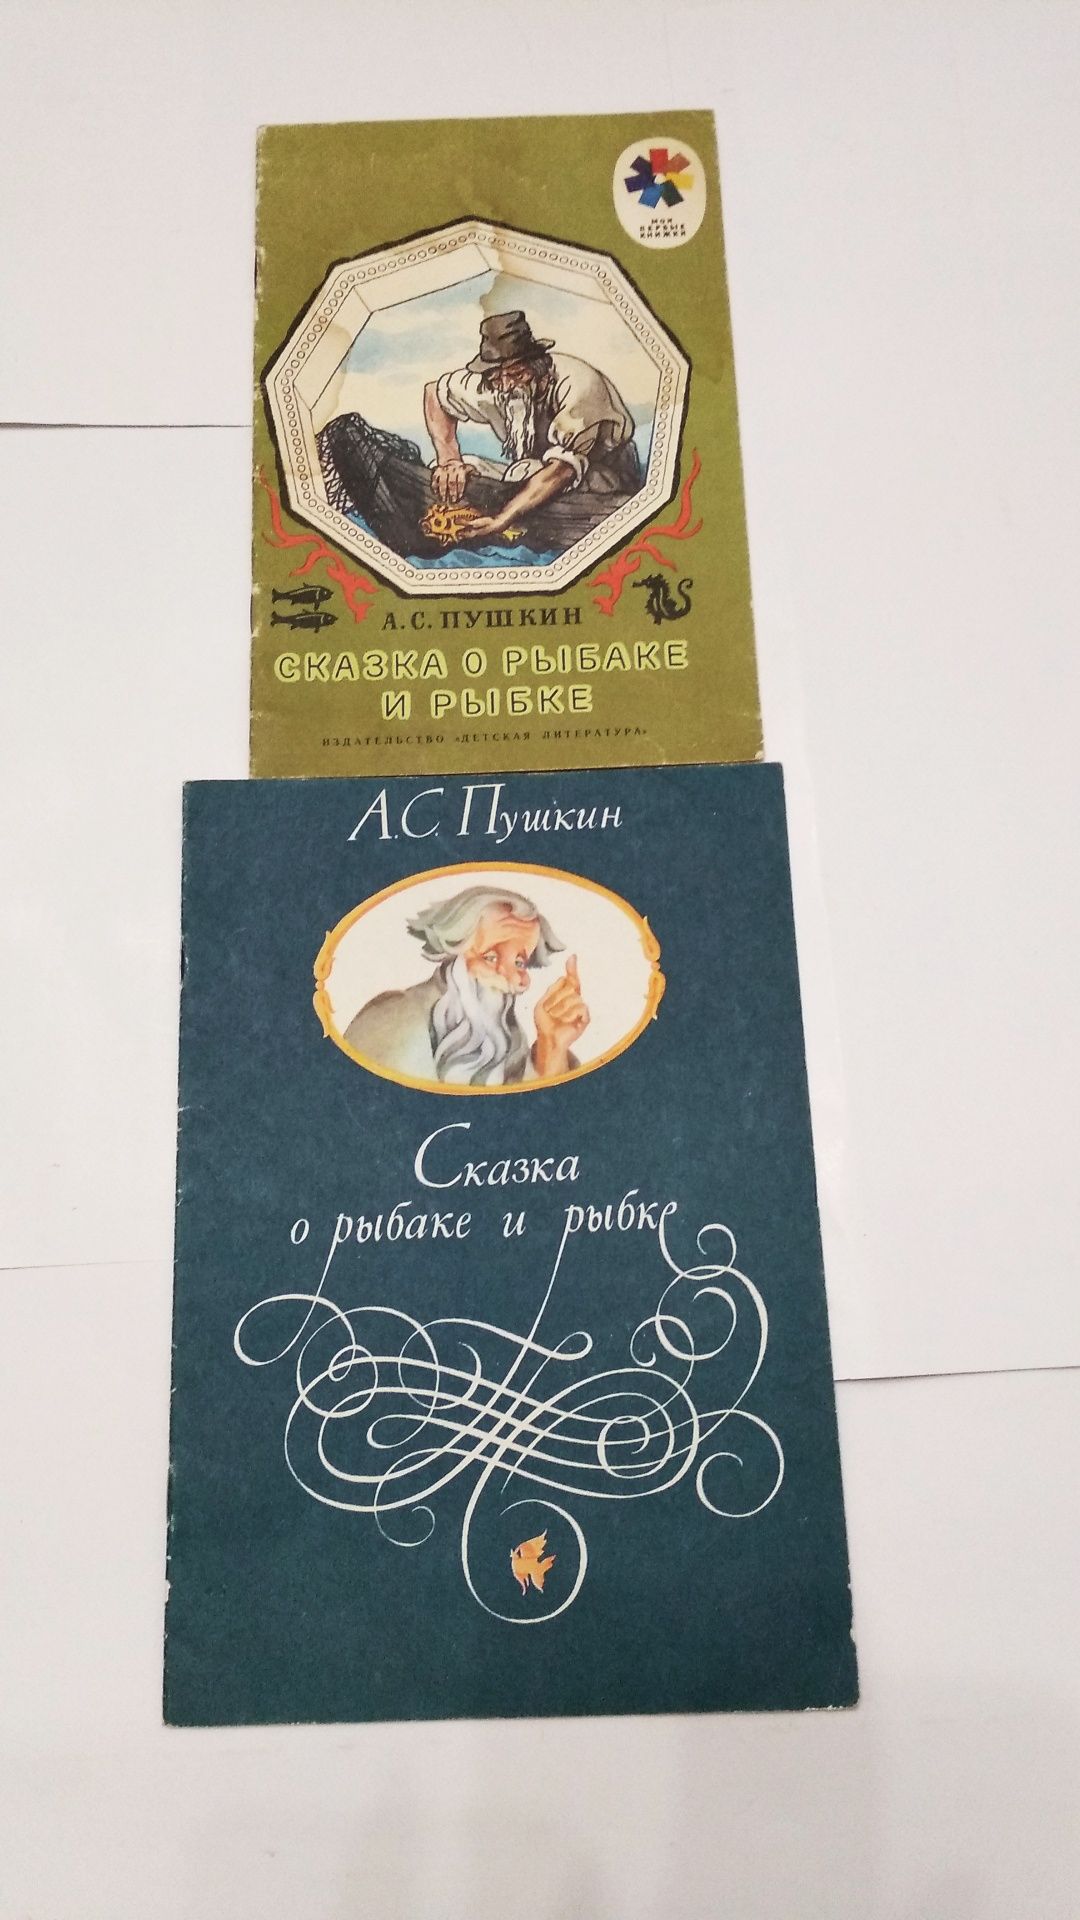 МОИ
ПЕРВЫЕ
КНИЖКИ
А.С. ПУШКИН
СКАЗКА О РЫБАКЕ
И РЫБКЕ
ИЗДАТЕЛЬСТВО «ДЕТСКАЯ ЛИТЕРАТУРА»
А.С. Пушкин
Сказка
о рыбаке и рыбке